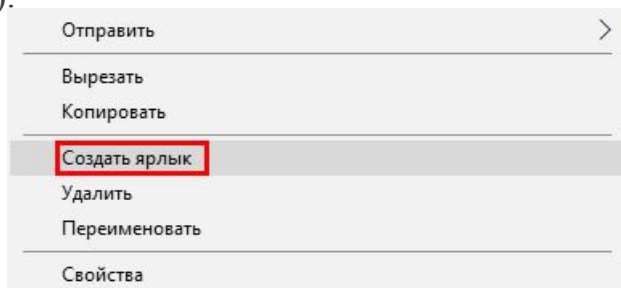 ).
Отправить
Вырезать
Копировать
Создать ярлык
Удалить
Переименовать
Свойства